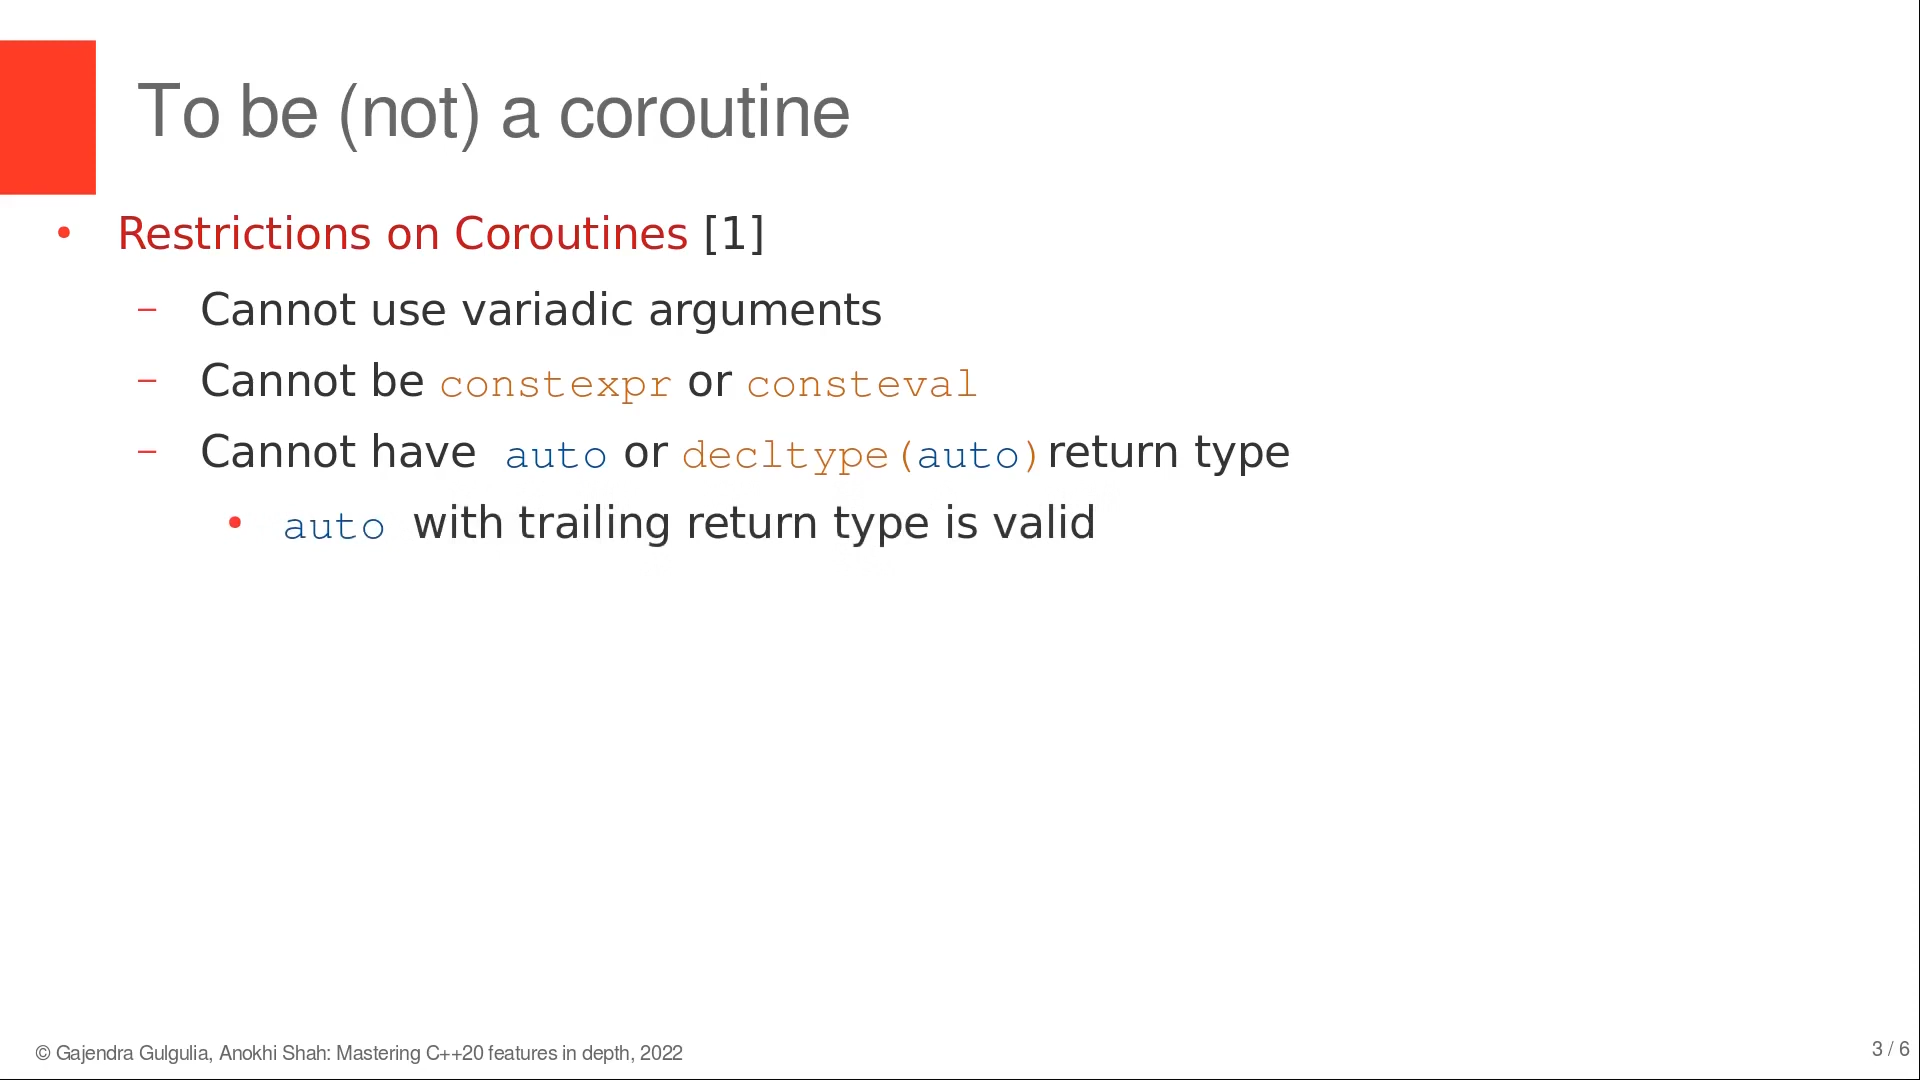 To be (not) a coroutine
• Restrictions on Coroutines [1]
– Cannot use variadic arguments
– Cannot be constexpr or consteval
– Cannot have auto or decltype(auto)return type
• auto with trailing return type is valid
© Gajendra Gulgulia, Anokhi Shah: Mastering C++20 features in depth, 2022
3 / 6